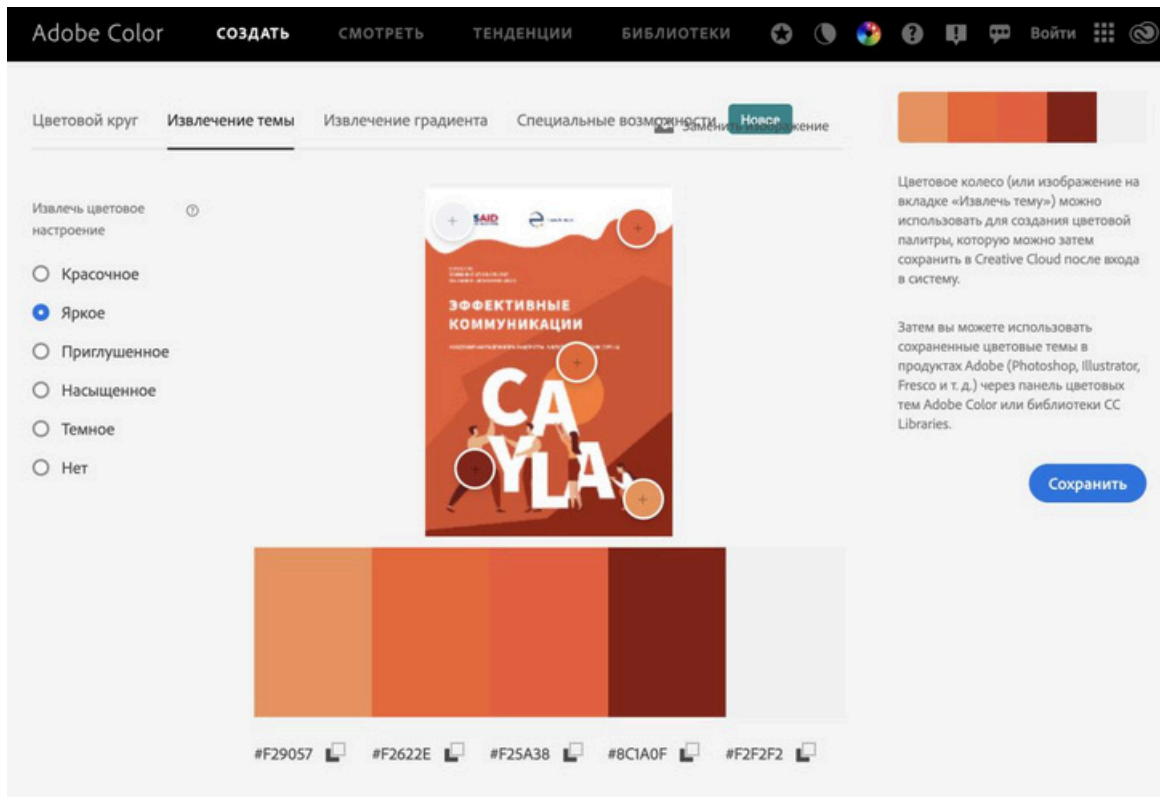 Adobe Color СОЗДАТЬ СМОТРЕТЬ ТЕНДЕНЦИИ БИБЛИОТЕКИ Войти
Цветовой круг Извлечение темы Извлечение градиента Специальные возможности Новое
Заменить изображение
Извлечь цветовое
настроение
Красочное
Яркое
Приглушенное
Насыщенное
Темное
Нет
SAID
ЭФФЕКТИВНЫЕ
КОММУНИКАЦИИ
CA
YLA
#F29057 #F2622E #F25A38 #8C1A0F #F2F2F2
Цветовое колесо (или изображение на
вкладке «Извлечь тему») можно
использовать для создания цветовой
палитры, которую можно затем
сохранить в Creative Cloud после входа
в систему.
Затем вы можете использовать
сохраненные цветовые темы в
продуктах Adobe (Photoshop, Illustrator,
Fresco и т. д.) через панель цветовых
тем Adobe Color или библиотеки CC
Libraries.
Сохранить